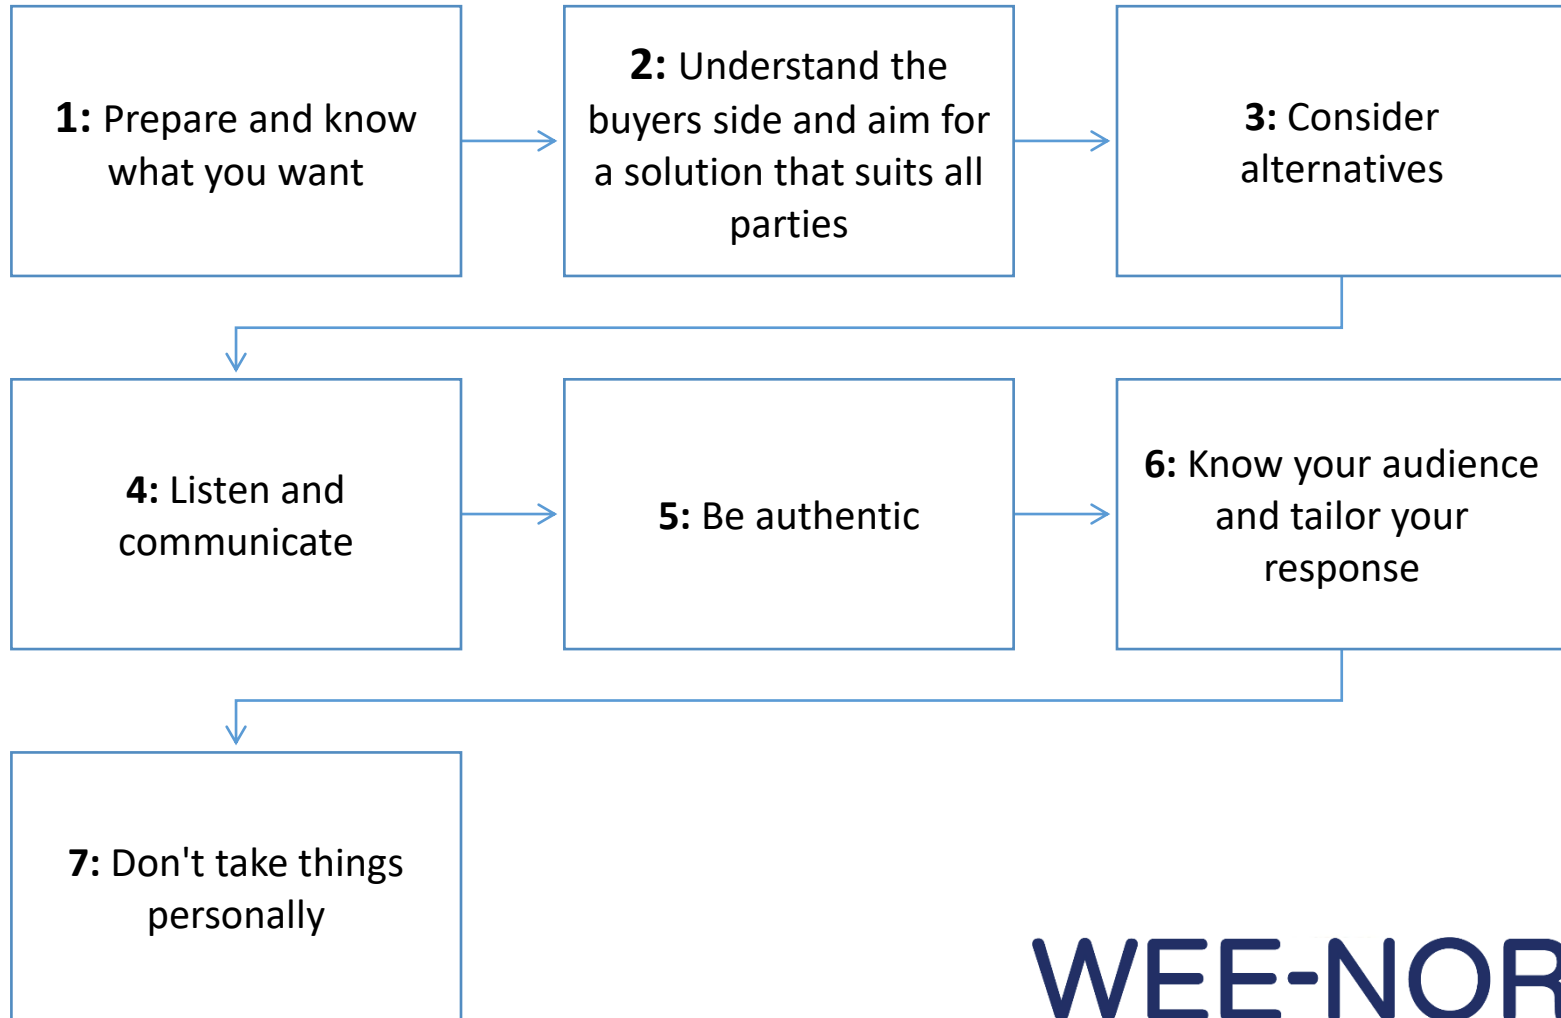 1: Prepare and know
what you want
2: Understand the
buyers side and aim for
a solution that suits all
parties
3: Consider
alternatives
4: Listen and
communicate
5: Be authentic
6: Know your audience
and tailor your
response
7: Don't take things
personally
WEE-NOR